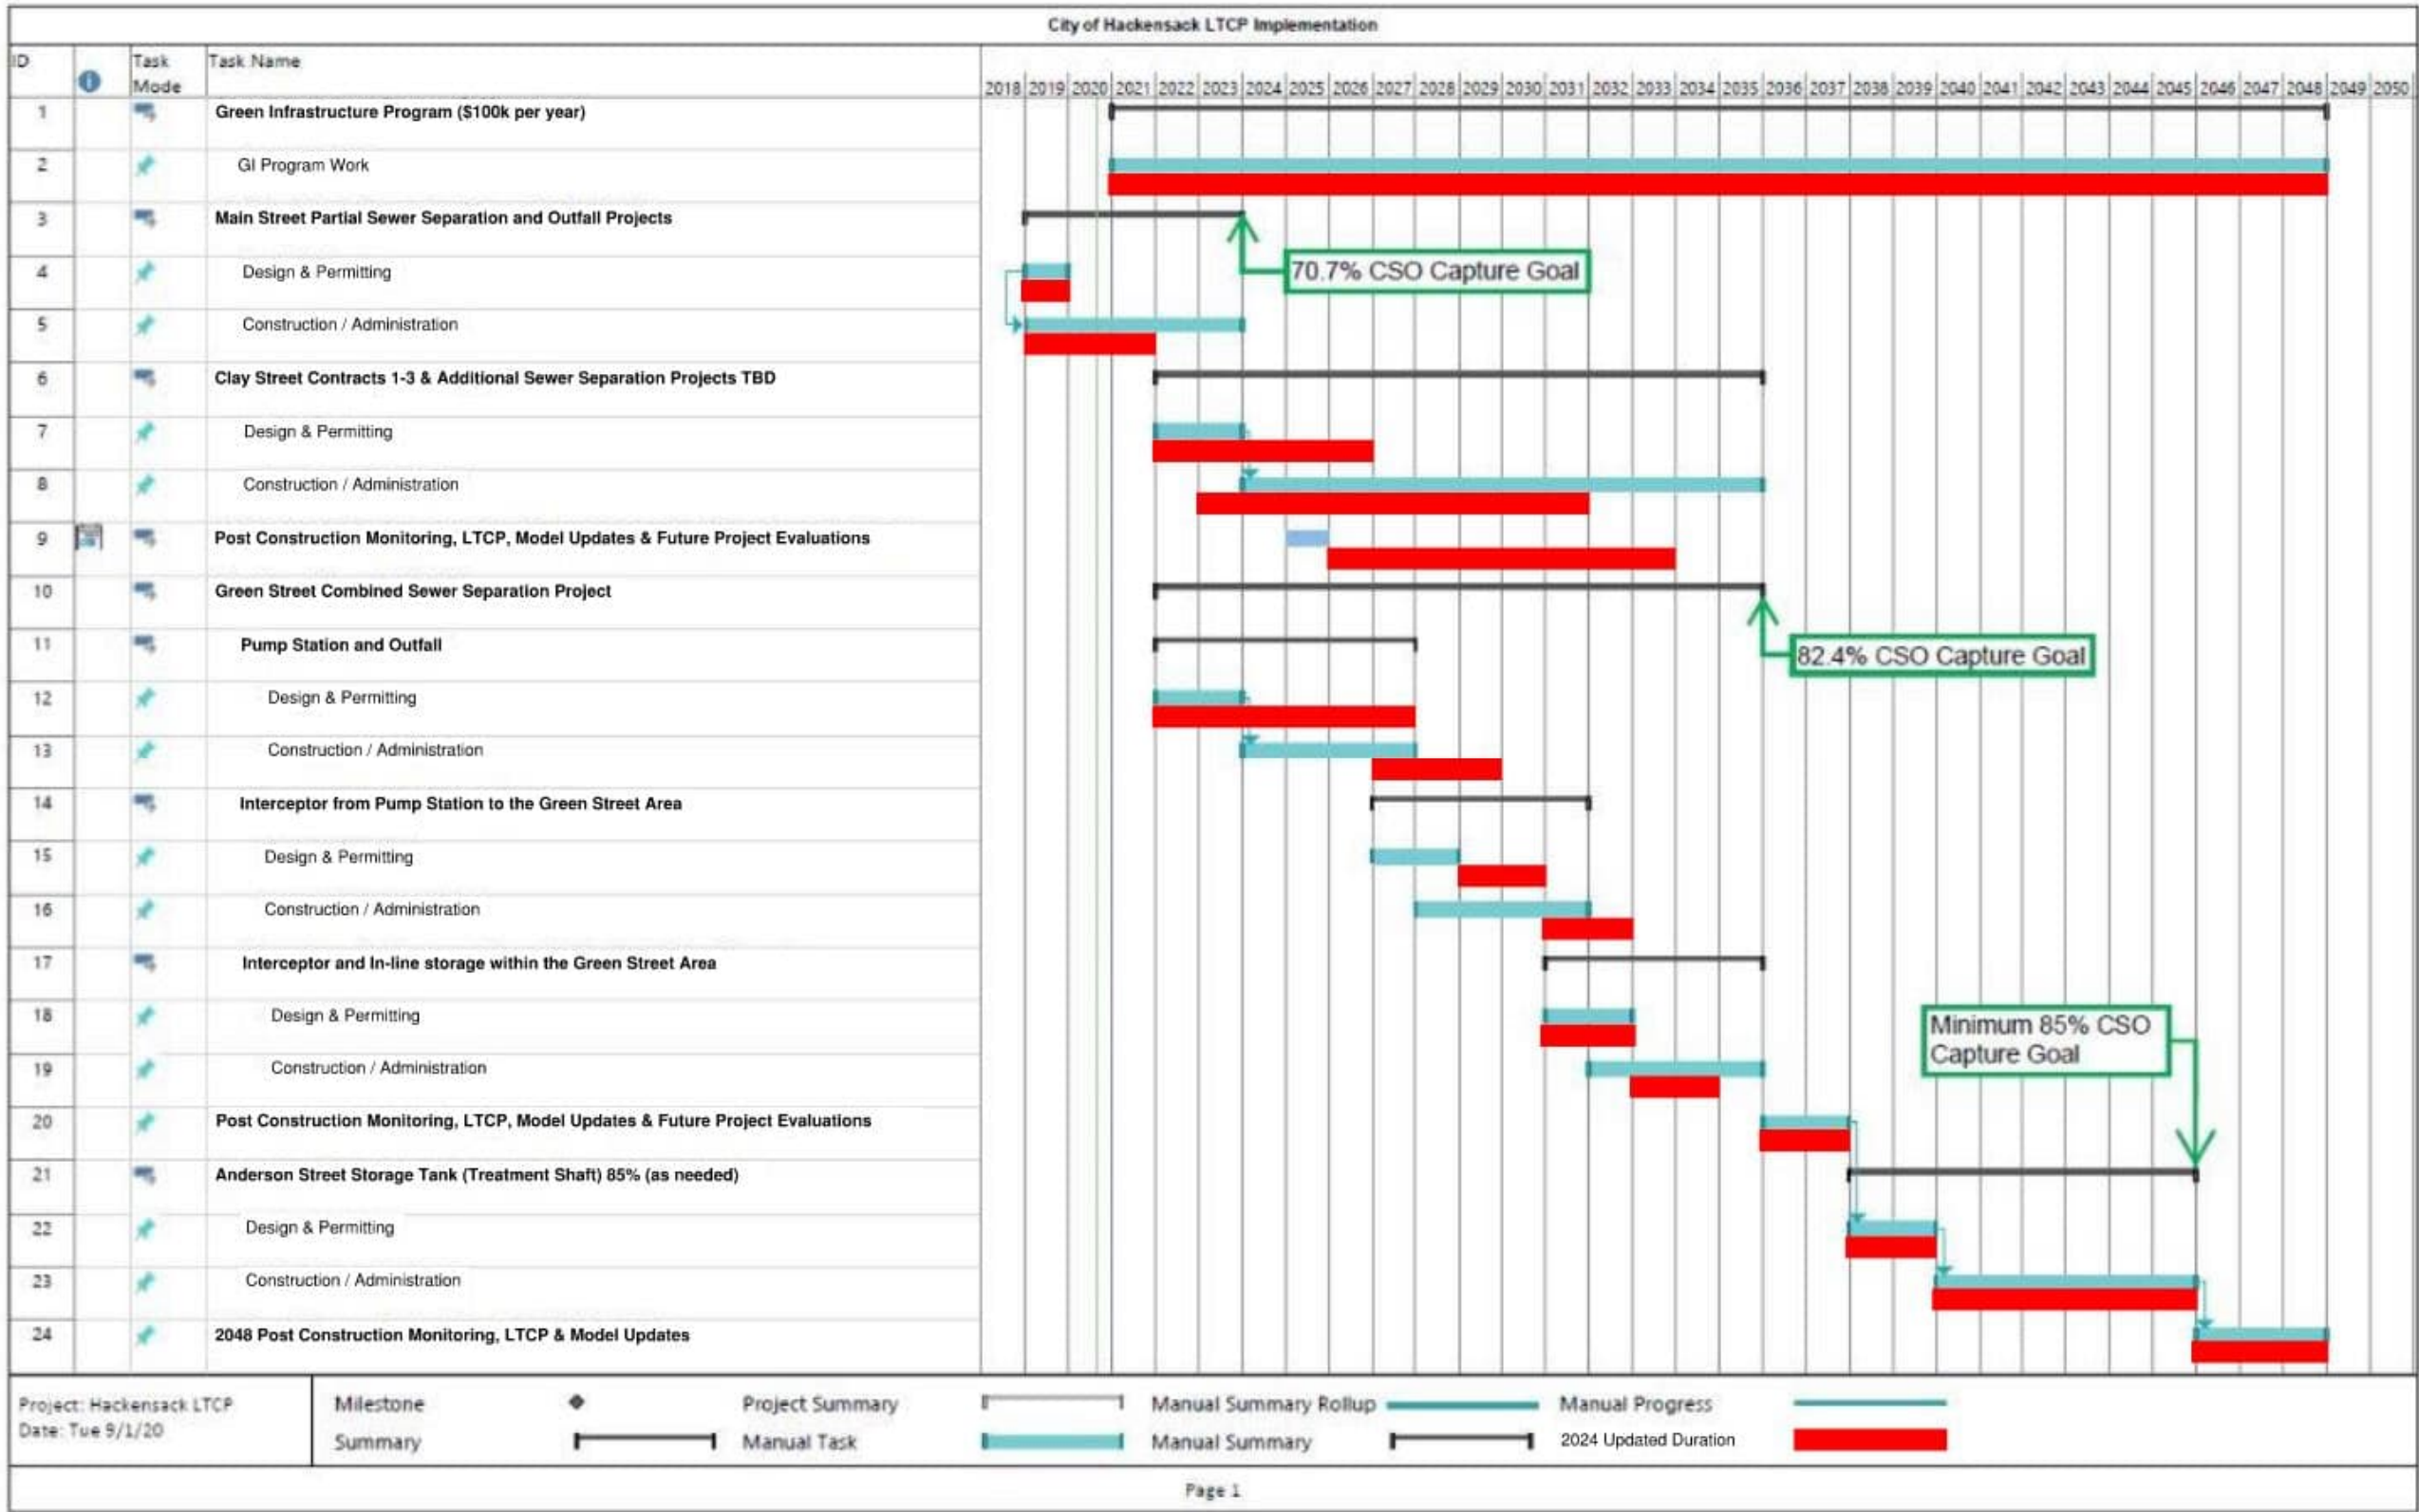 City of Hackensack LTCP Implementation
ID Task Mode Task Name
2018 2019 2020 2021 2022 2023 2024 2025 2026 2027 2028 2029 2030 2031 2032 2033 2034 2035 2036 2037 2038 2039 2040 2041 2042 2043 2044 2045 2046 2047 2048 2049 2050
1 Green Infrastructure Program ($100k per year)
2 GI Program Work
3 Main Street Partial Sewer Separation and Outfall Projects
4 Design & Permitting
70.7% CSO Capture Goal
5 Construction / Administration
6 Clay Street Contracts 1-3 & Additional Sewer Separation Projects TBD
7 Design & Permitting
8 Construction / Administration
9 Post Construction Monitoring, LTCP, Model Updates & Future Project Evaluations
10 Green Street Combined Sewer Separation Project
11 Pump Station and Outfall
82.4% CSO Capture Goal
12 Design & Permitting
13 Construction / Administration
14 Interceptor from Pump Station to the Green Street Area
15 Design & Permitting
16 Construction / Administration
17 Interceptor and In-line storage within the Green Street Area
18 Design & Permitting
Minimum 85% CSO
Capture Goal
19 Construction / Administration
20 Post Construction Monitoring, LTCP, Model Updates & Future Project Evaluations
21 Anderson Street Storage Tank (Treatment Shaft) 85% (as needed)
22 Design & Permitting
23 Construction / Administration
24 2048 Post Construction Monitoring, LTCP & Model Updates
Project: Hackensack LTCP
Date: Tue 9/1/20
Milestone Project Summary Manual Summary Rollup Manual Progress
Summary Manual Task Manual Summary 2024 Updated Duration
Page 1